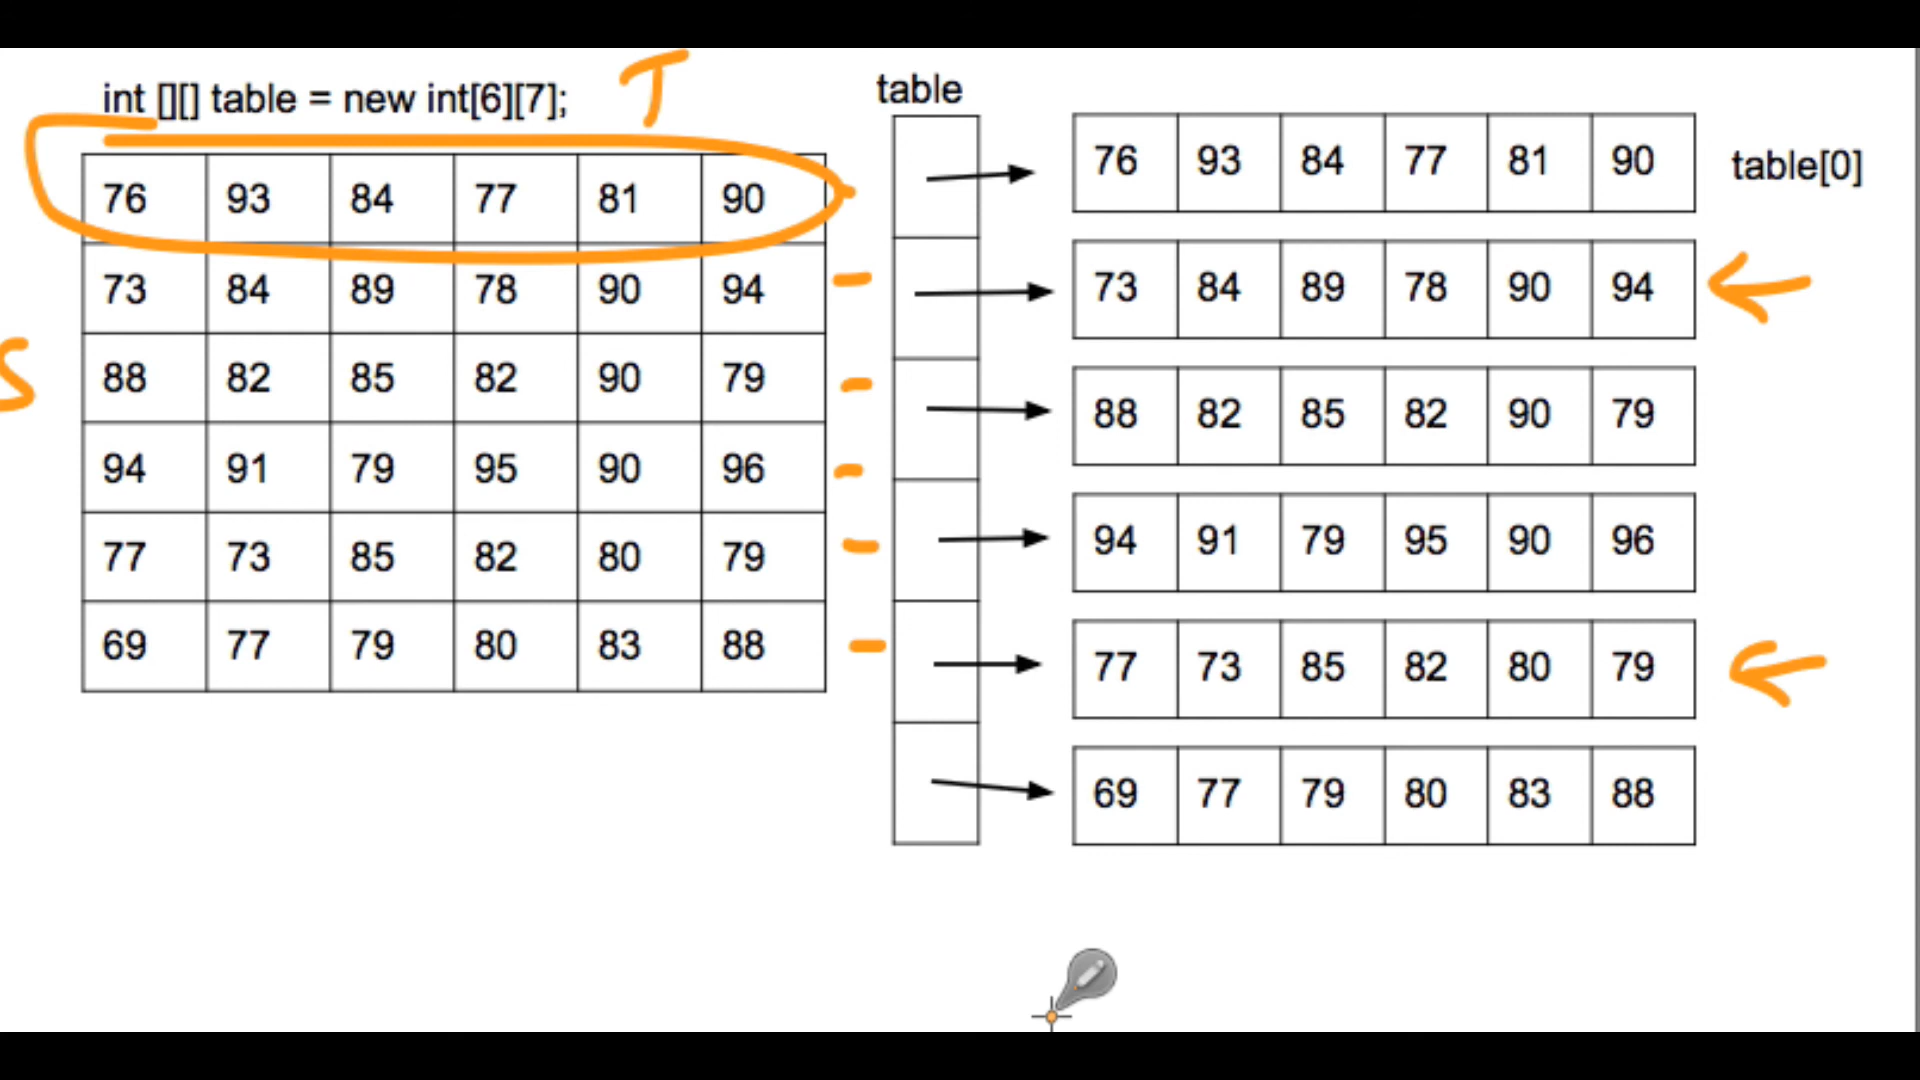 int [][] table = new int[6][7];
T
76 93 84 77 81 90
73 84 89 78 90 94
88 82 85 82 90 79
94 91 79 95 90 96
77 73 85 82 80 79
69 77 79 80 83 88
S
table
76 93 84 77 81 90 table[0]
73 84 89 78 90 94
88 82 85 82 90 79
94 91 79 95 90 96
77 73 85 82 80 79
69 77 79 80 83 88